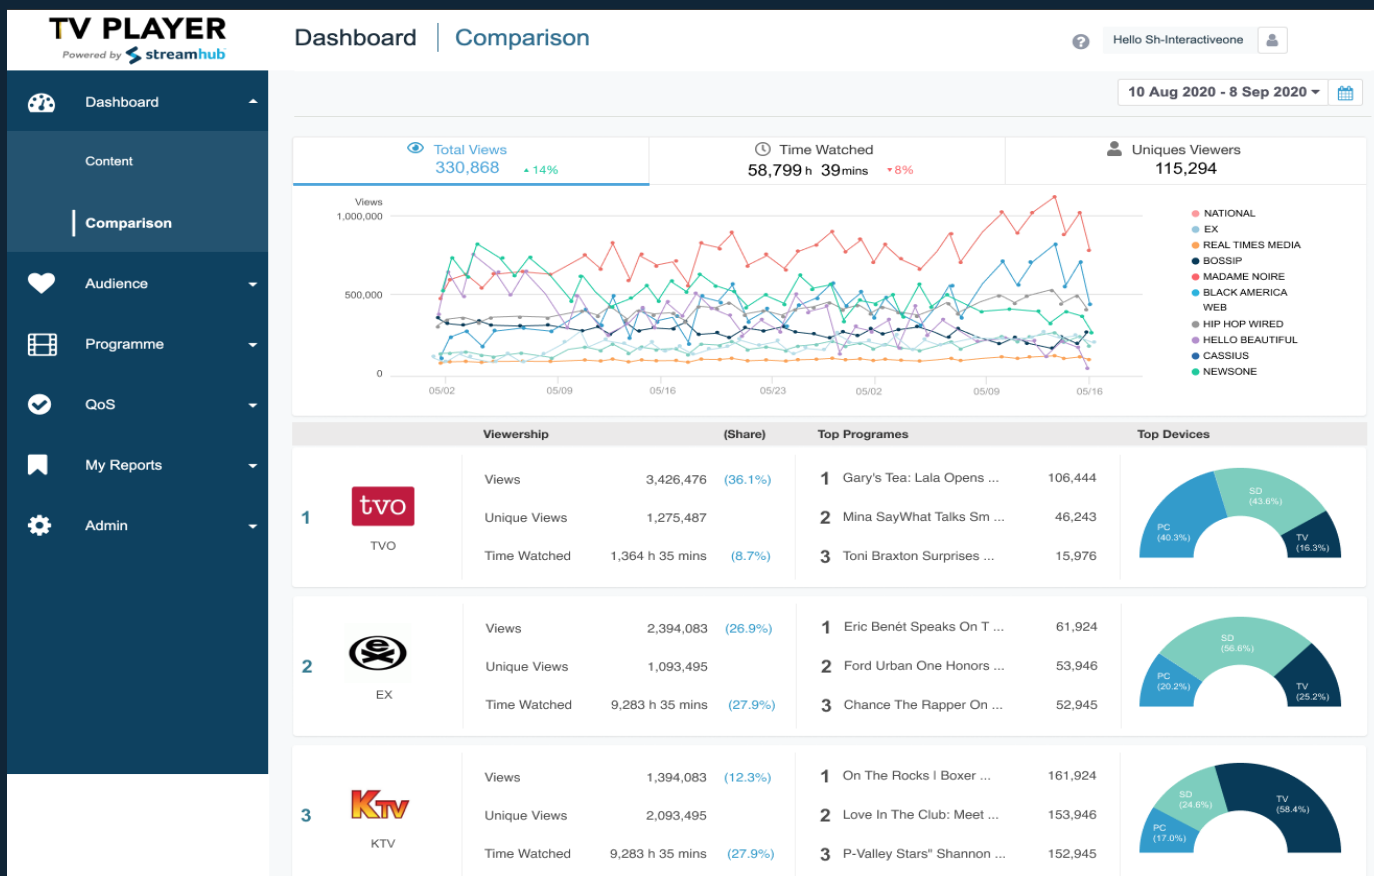 TV PLAYER
Powered by streamhub
Dashboard | Comparison
Hello Sh-Interactiveone
Dashboard
Content
Comparison
Audience
Programme
QoS
My Reports
Admin
10 Aug 2020 - 8 Sep 2020
Total Views
330,868 14%
Time Watched
58,799 h 39 mins 8%
Uniques Viewers
115,294
Views
1,000,000
500,000
0
05/02 05/09 05/16 05/23 05/02 05/09 05/16
NATIONAL
EX
REAL TIMES MEDIA
BOSSIP
MADAME NOIRE
BLACK AMERICA
WEB
HIP HOP WIRED
HELLO BEAUTIFUL
CASSIUS
NEWSONE
Viewership (Share) Top Programes Top Devices
1
tvo
TVO
Views 3,426,476 (36.1%)
Unique Views 1,275,487
Time Watched 1,364 h 35 mins (8.7%)
1 Gary's Tea: Lala Opens ... 106,444
2 Mina SayWhat Talks Sm ... 46,243
3 Toni Braxton Surprises ... 15,976
SD
(43.6%)
PC
(40.3%)
TV
(16.3%)
2
ex
EX
Views 2,394,083 (26.9%)
Unique Views 1,093,495
Time Watched 9,283 h 35 mins (27.9%)
1 Eric Benét Speaks On T ... 61,924
2 Ford Urban One Honors ... 53,946
3 Chance The Rapper On ... 52,945
SD
(56.6%)
PC
(20.2%)
TV
(25.2%)
3
KTV
KTV
Views 1,394,083 (12.3%)
Unique Views 2,093,495
Time Watched 9,283 h 35 mins (27.9%)
1 On The Rocks I Boxer ... 161,924
2 Love In The Club: Meet ... 153,946
3 P-Valley Stars" Shannon ... 152,945
SD
(24.6%)
TV
(58.4%)
PC
(17.0%)